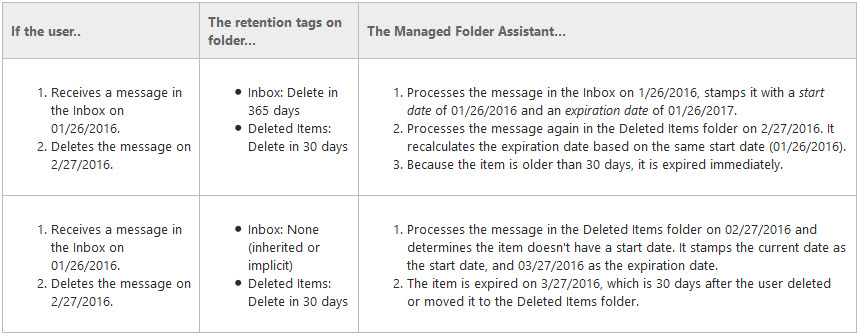 If the user..
The retention tags on
folder...
The Managed Folder Assistant...
1. Receives a message in
the Inbox on
01/26/2016.
2. Deletes the message on
2/27/2016.
• Inbox: Delete in
365 days
• Deleted Items:
Delete in 30 days
1. Processes the message in the Inbox on 1/26/2016, stamps it with a start
date of 01/26/2016 and an expiration date of 01/26/2017.
2. Processes the message again in the Deleted Items folder on 2/27/2016. It
recalculates the expiration date based on the same start date (01/26/2016).
3. Because the item is older than 30 days, it is expired immediately.
1. Receives a message in
the Inbox on
01/26/2016.
2. Deletes the message on
2/27/2016.
• Inbox: None
(inherited or
implicit)
• Deleted Items:
Delete in 30 days
1. Processes the message in the Deleted Items folder on 02/27/2016 and
determines the item doesn't have a start date. It stamps the current date as
the start date, and 03/27/2016 as the expiration date.
2. The item is expired on 3/27/2016, which is 30 days after the user deleted
or moved it to the Deleted Items folder.